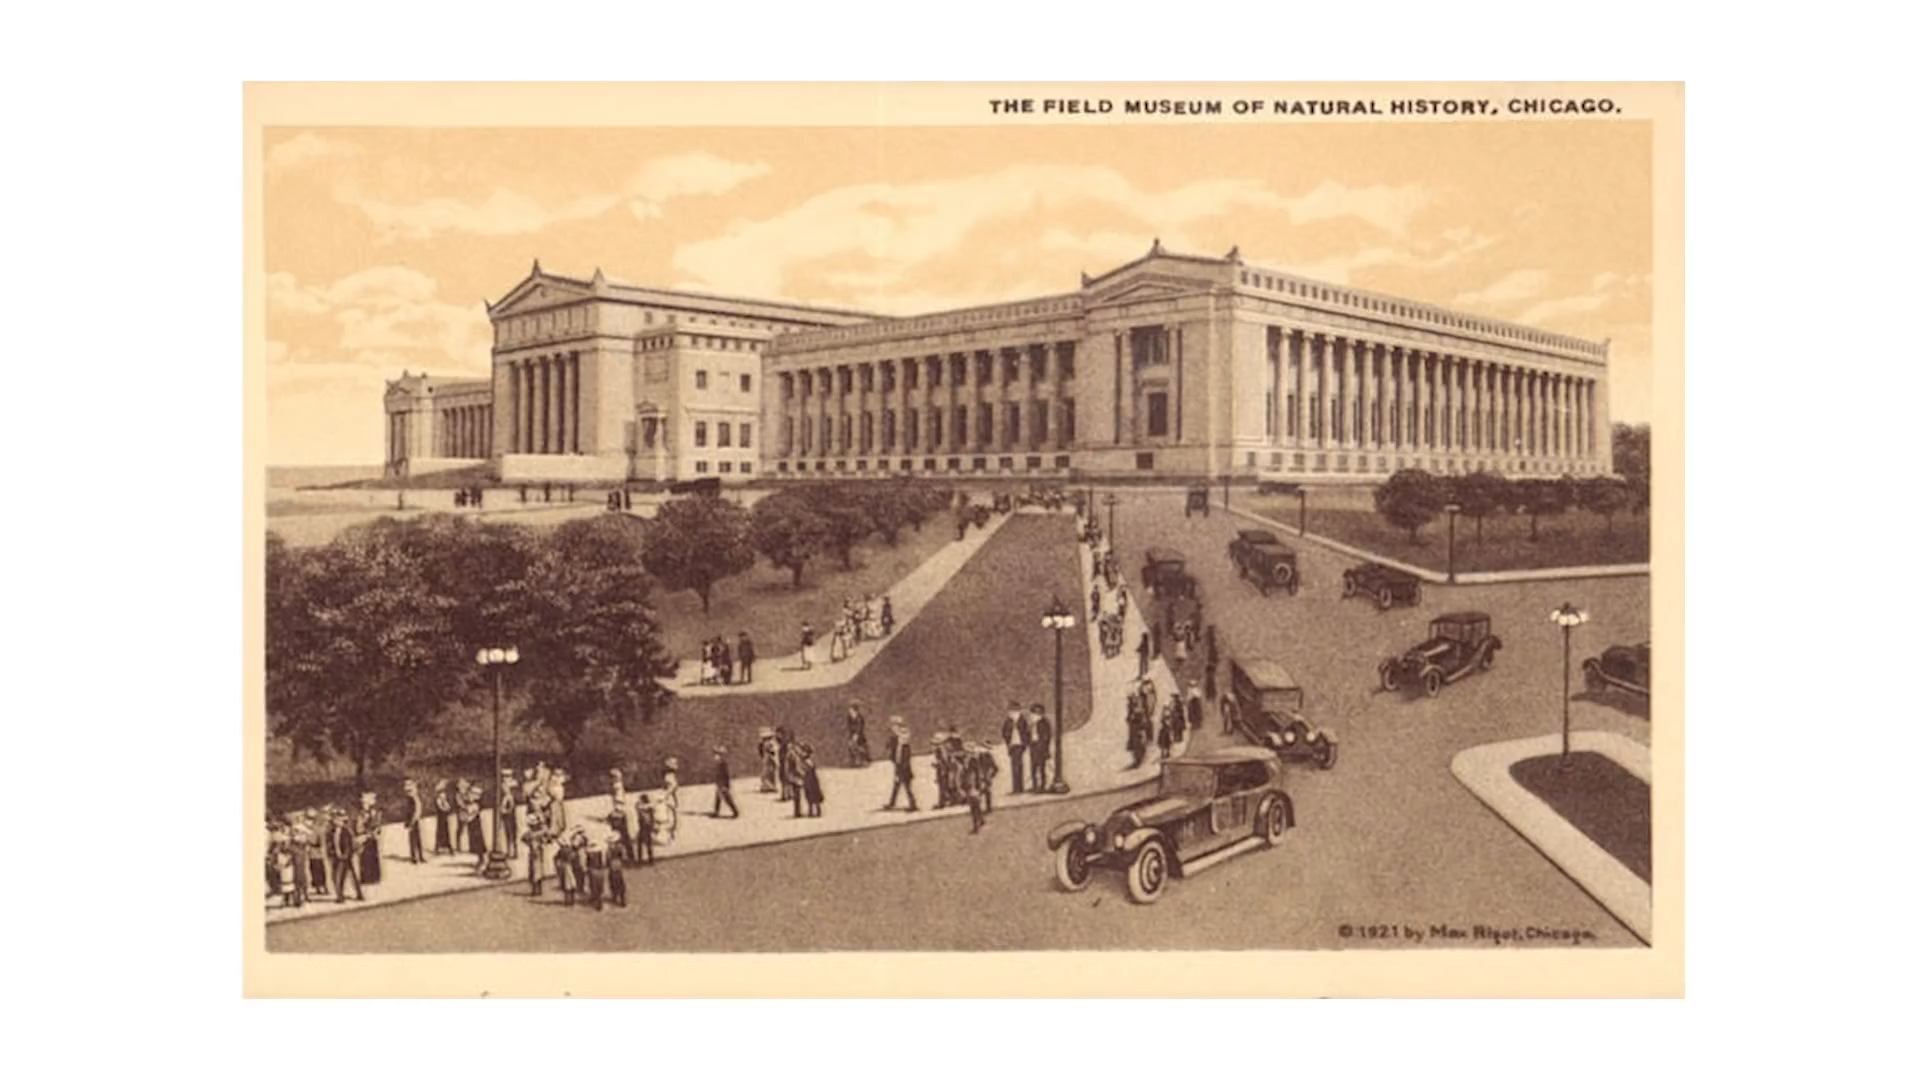 THE FIELD MUSEUM OF NATURAL HISTORY, CHICAGO.
© 1921 by Max Rigot, Chicago.